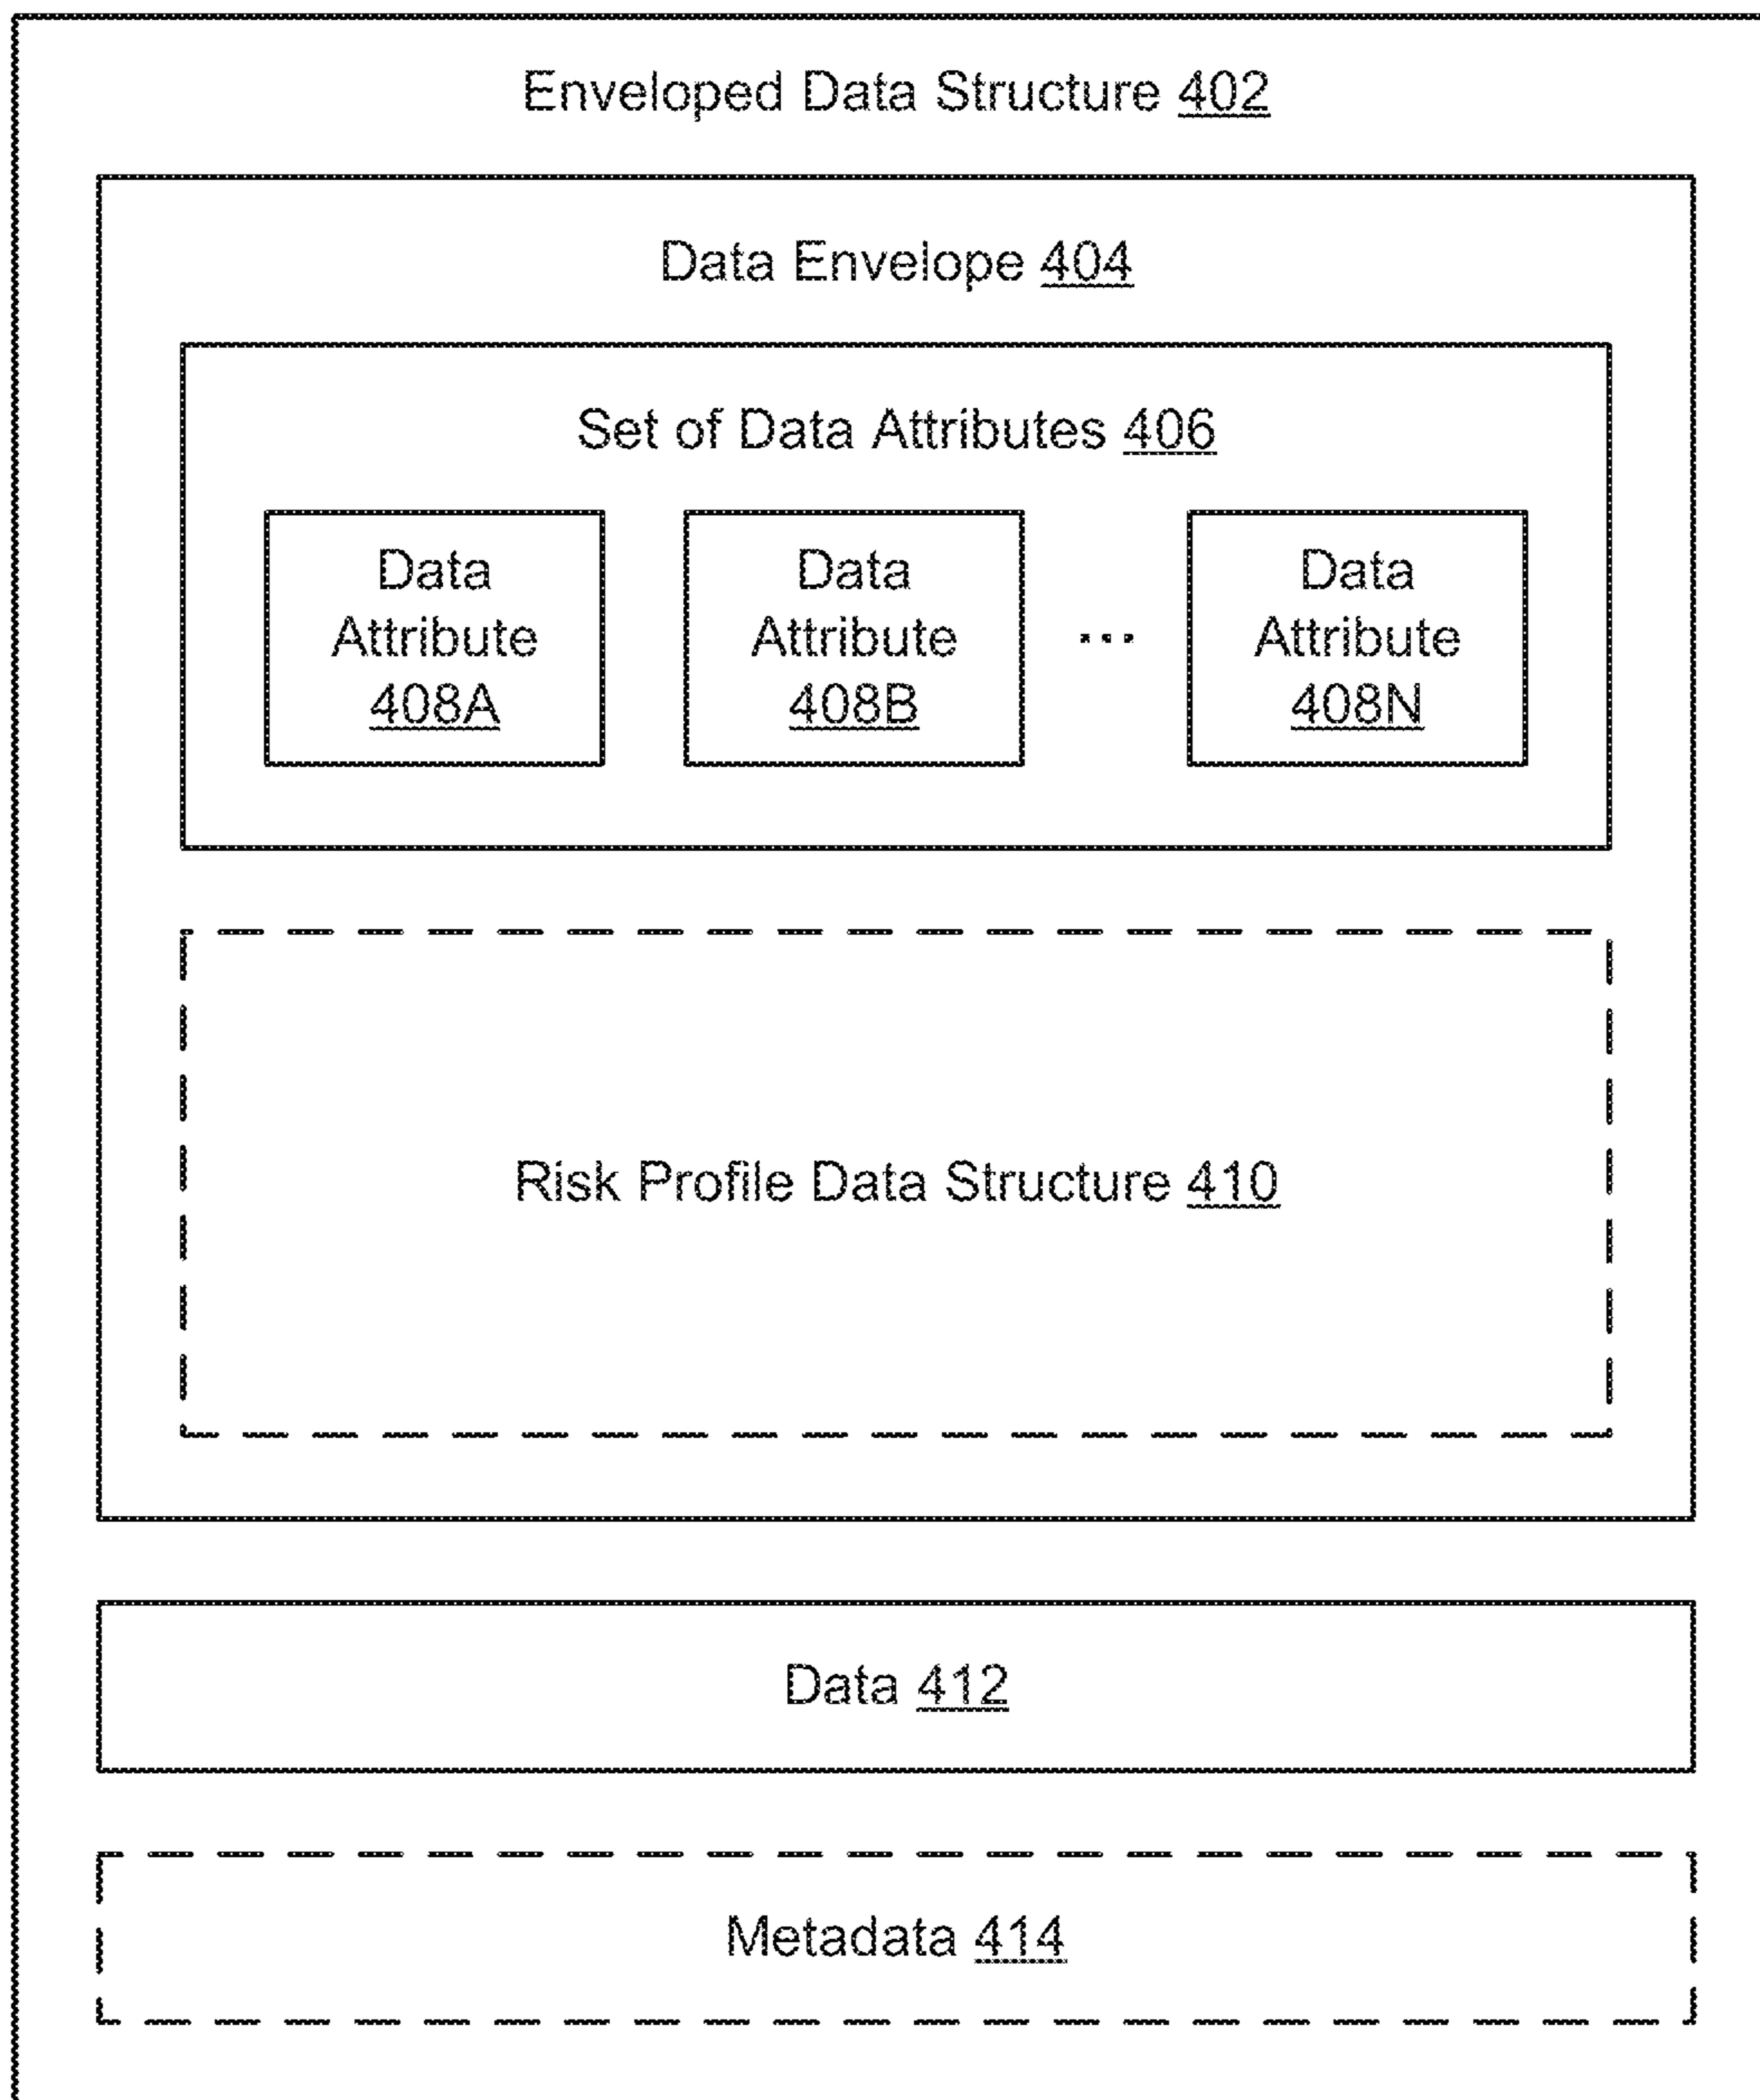 Enveloped Data Structure 402
Data Envelope 404
Set of Data Attributes 406
Data
Attribute
408A
Data
Attribute
408B
...
Data
Attribute
408N
Risk Profile Data Structure 410
Data 412
Metadata 414